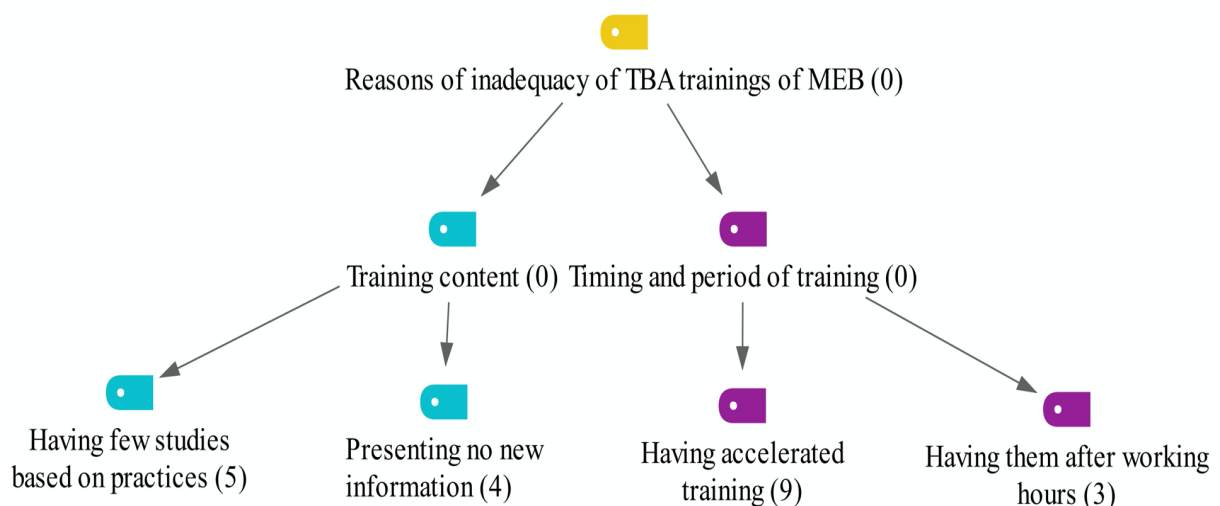 Reasons of inadequacy of TBA trainings of MEB (0)
Training content (0)
Timing and period of training (0)
Having few studies
based on practices (5)
Presenting no new
information (4)
Having accelerated
training (9)
Having them after working
hours (3)